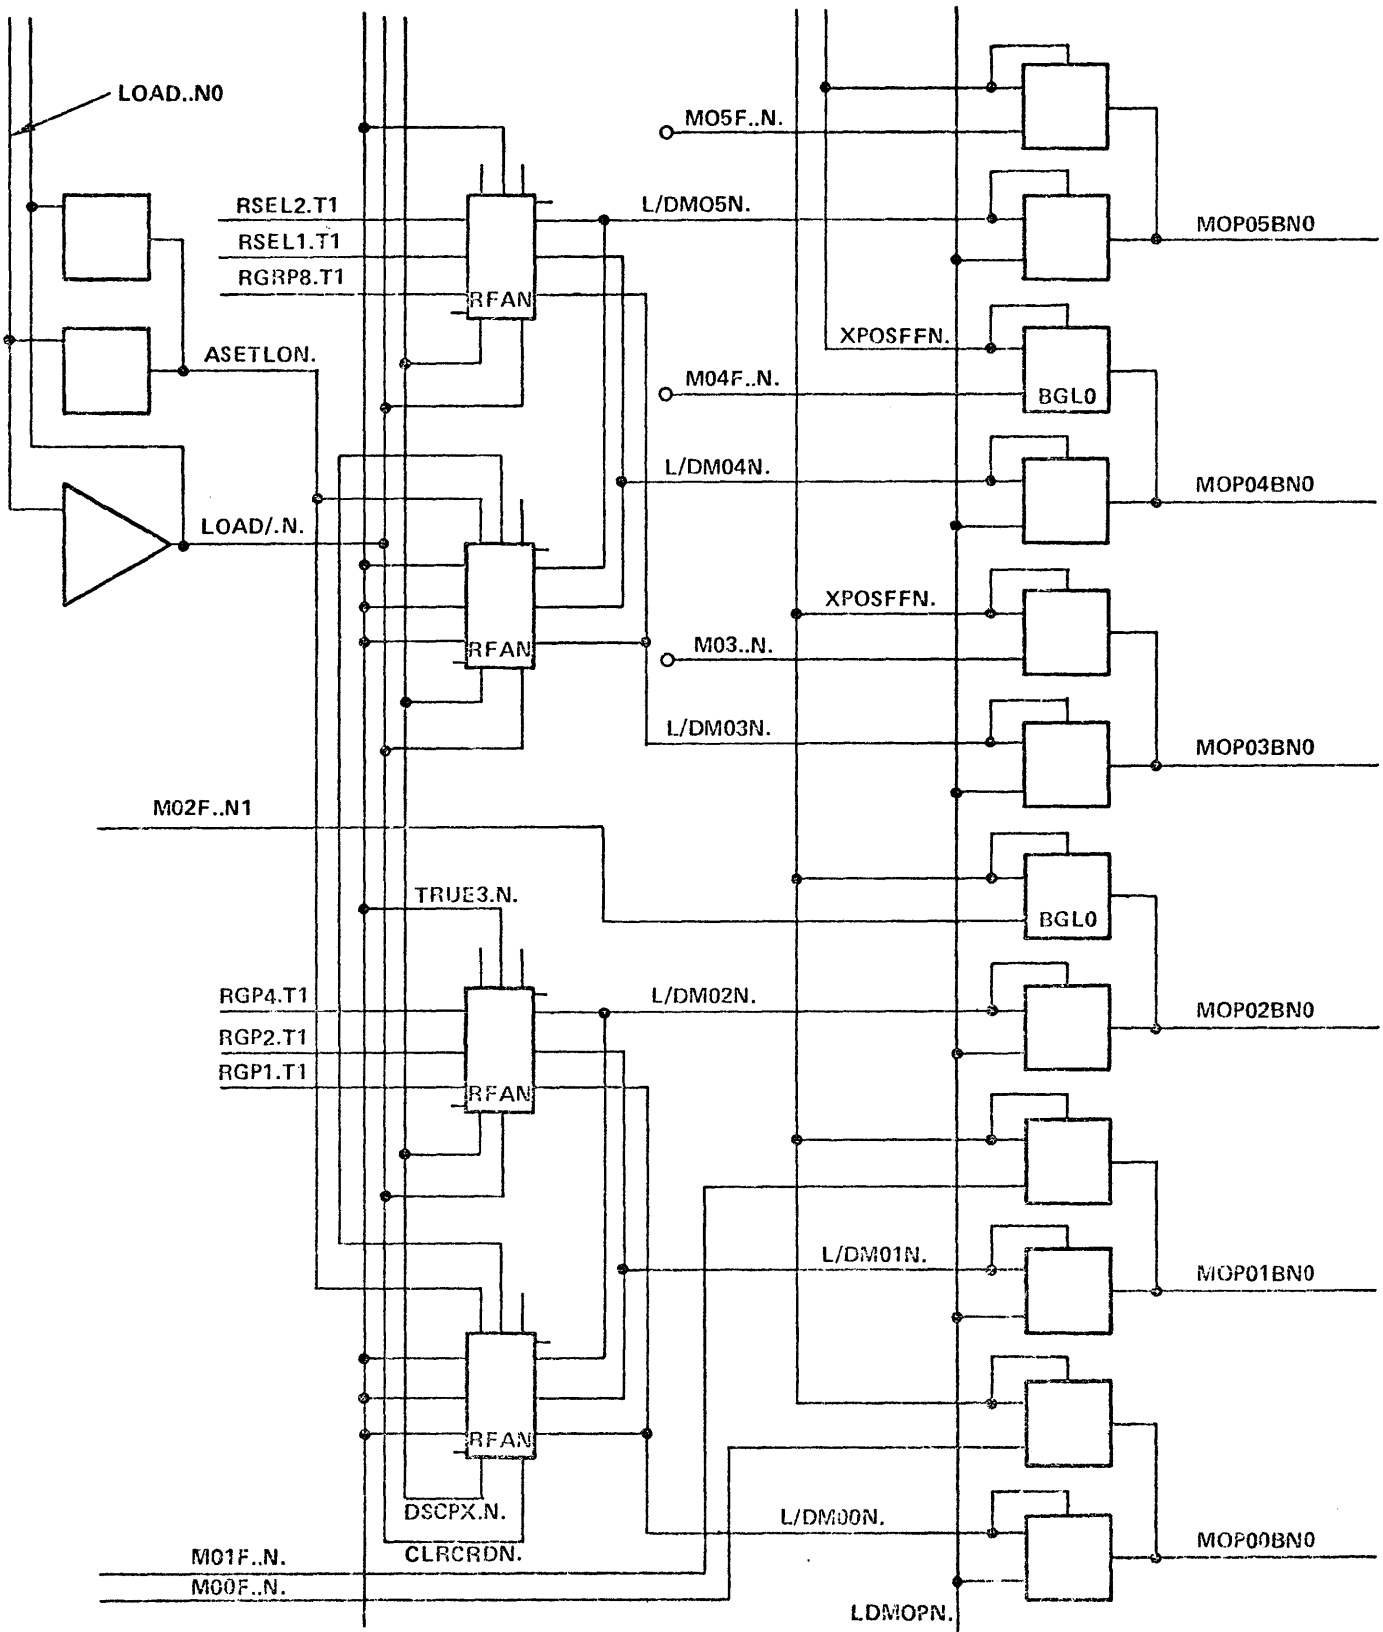 LOAD..N0
MO5F..N.
RSEL2.T1
L/DMO5N.
RSEL1.T1
MOP05BN0
RGRP8.T1
RFAN
XPOSFFN.
ASETLON.
M04F..N.
BGL0
L/DM04N.
MOP04BN0
LOAD/.N.
XPOSFFN.
RFAN
M03..N.
L/DM03N.
MOP03BN0
M02F..N1
TRUE3.N.
BGL0
RGP4.T1
L/DM02N.
MOP02BN0
RGP2.T1
RGP1.T1
RFAN
L/DM01N.
MOP01BN0
RFAN
DSCPX.N.
L/DM00N.
MOP00BN0
CLRCRDN.
M01F..N.
M00F..N.
LDMOPN.